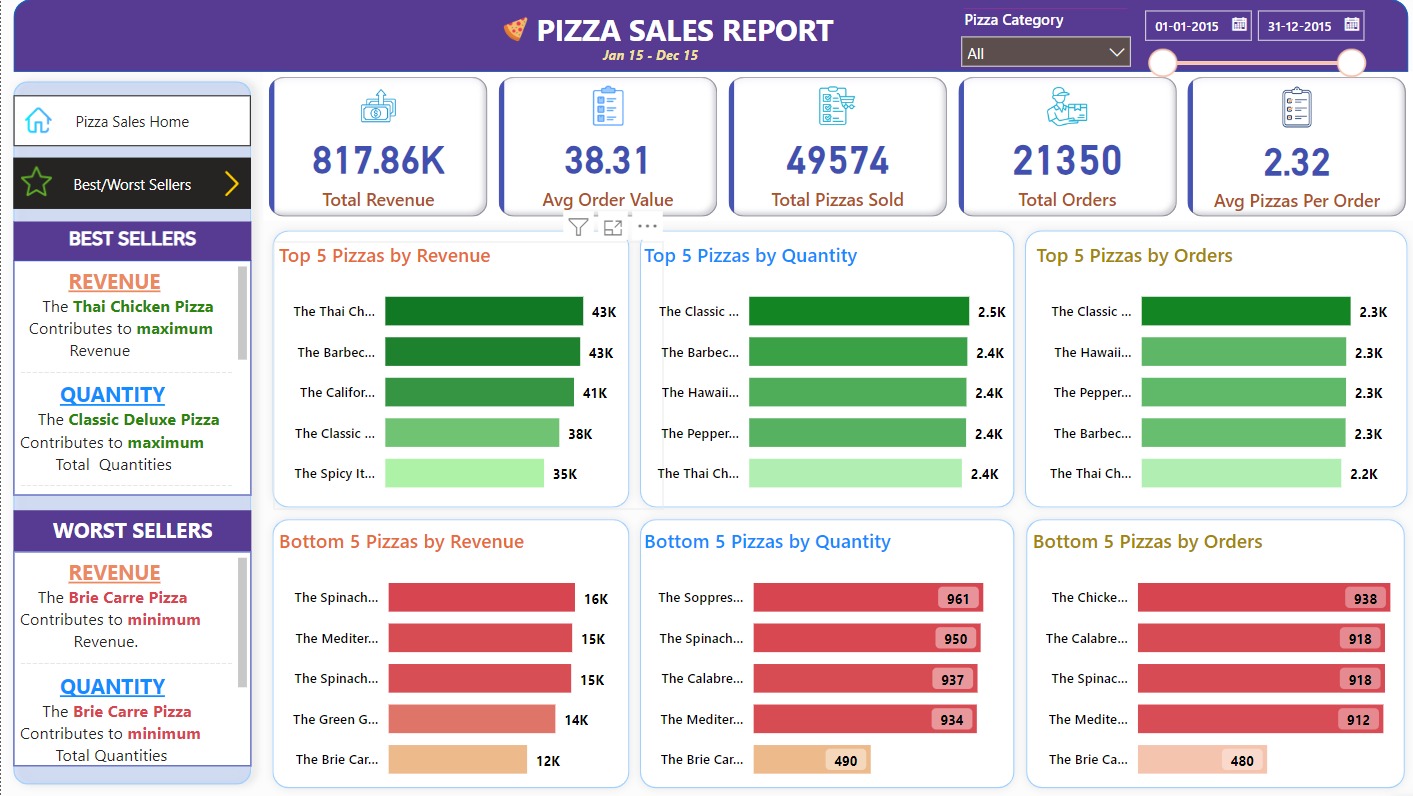 PIZZA SALES REPORT
Jan 15 - Dec 15
Pizza Category
All
01-01-2015
31-12-2015
Pizza Sales Home
Best/Worst Sellers
BEST SELLERS
REVENUE
The Thai Chicken Pizza
Contributes to maximum
Revenue
QUANTITY
The Classic Deluxe Pizza
Contributes to maximum
Total Quantities
WORST SELLERS
REVENUE
The Brie Carre Pizza
Contributes to minimum
Revenue.
QUANTITY
The Brie Carre Pizza
Contributes to minimum
Total Quantities
817.86K
Total Revenue
38.31
Avg Order Value
49574
Total Pizzas Sold
21350
Total Orders
2.32
Avg Pizzas Per Order
Top 5 Pizzas by Revenue
The Thai Ch... 43K
The Barbec... 43K
The Califor... 41K
The Classic ... 38K
The Spicy It... 35K
Top 5 Pizzas by Quantity
The Classic ... 2.5K
The Barbec... 2.4K
The Hawaii... 2.4K
The Pepper... 2.4K
The Thai Ch... 2.4K
Top 5 Pizzas by Orders
The Classic ... 2.3K
The Hawaii... 2.3K
The Pepper... 2.3K
The Barbec... 2.3K
The Thai Ch... 2.2K
Bottom 5 Pizzas by Revenue
The Spinach... 16K
The Mediter... 15K
The Spinach... 15K
The Green G... 14K
The Brie Car... 12K
Bottom 5 Pizzas by Quantity
The Soppres... 961
The Spinach... 950
The Calabre... 937
The Mediter... 934
The Brie Car... 490
Bottom 5 Pizzas by Orders
The Chicke... 938
The Calabre... 918
The Spinac... 918
The Medite... 912
The Brie Ca... 480